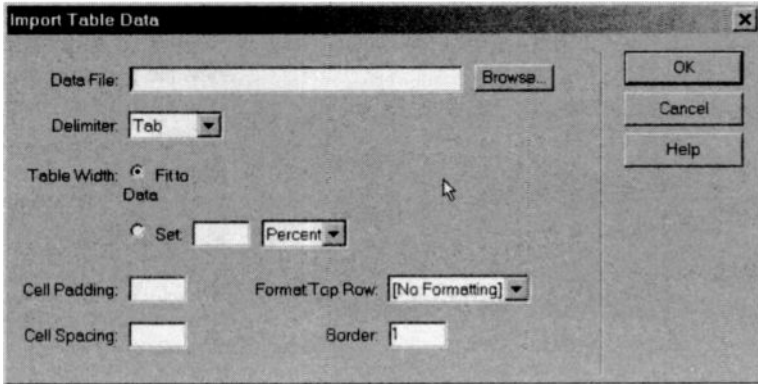 Import Table Data
Data File:
Browse...
OK
Delimiter: Tab
Cancel
Help
Table Width: Fit to
Data
Set: Percent
Cell Padding:
Format Top Row: [No Formatting]
Cell Spacing:
Border: 1